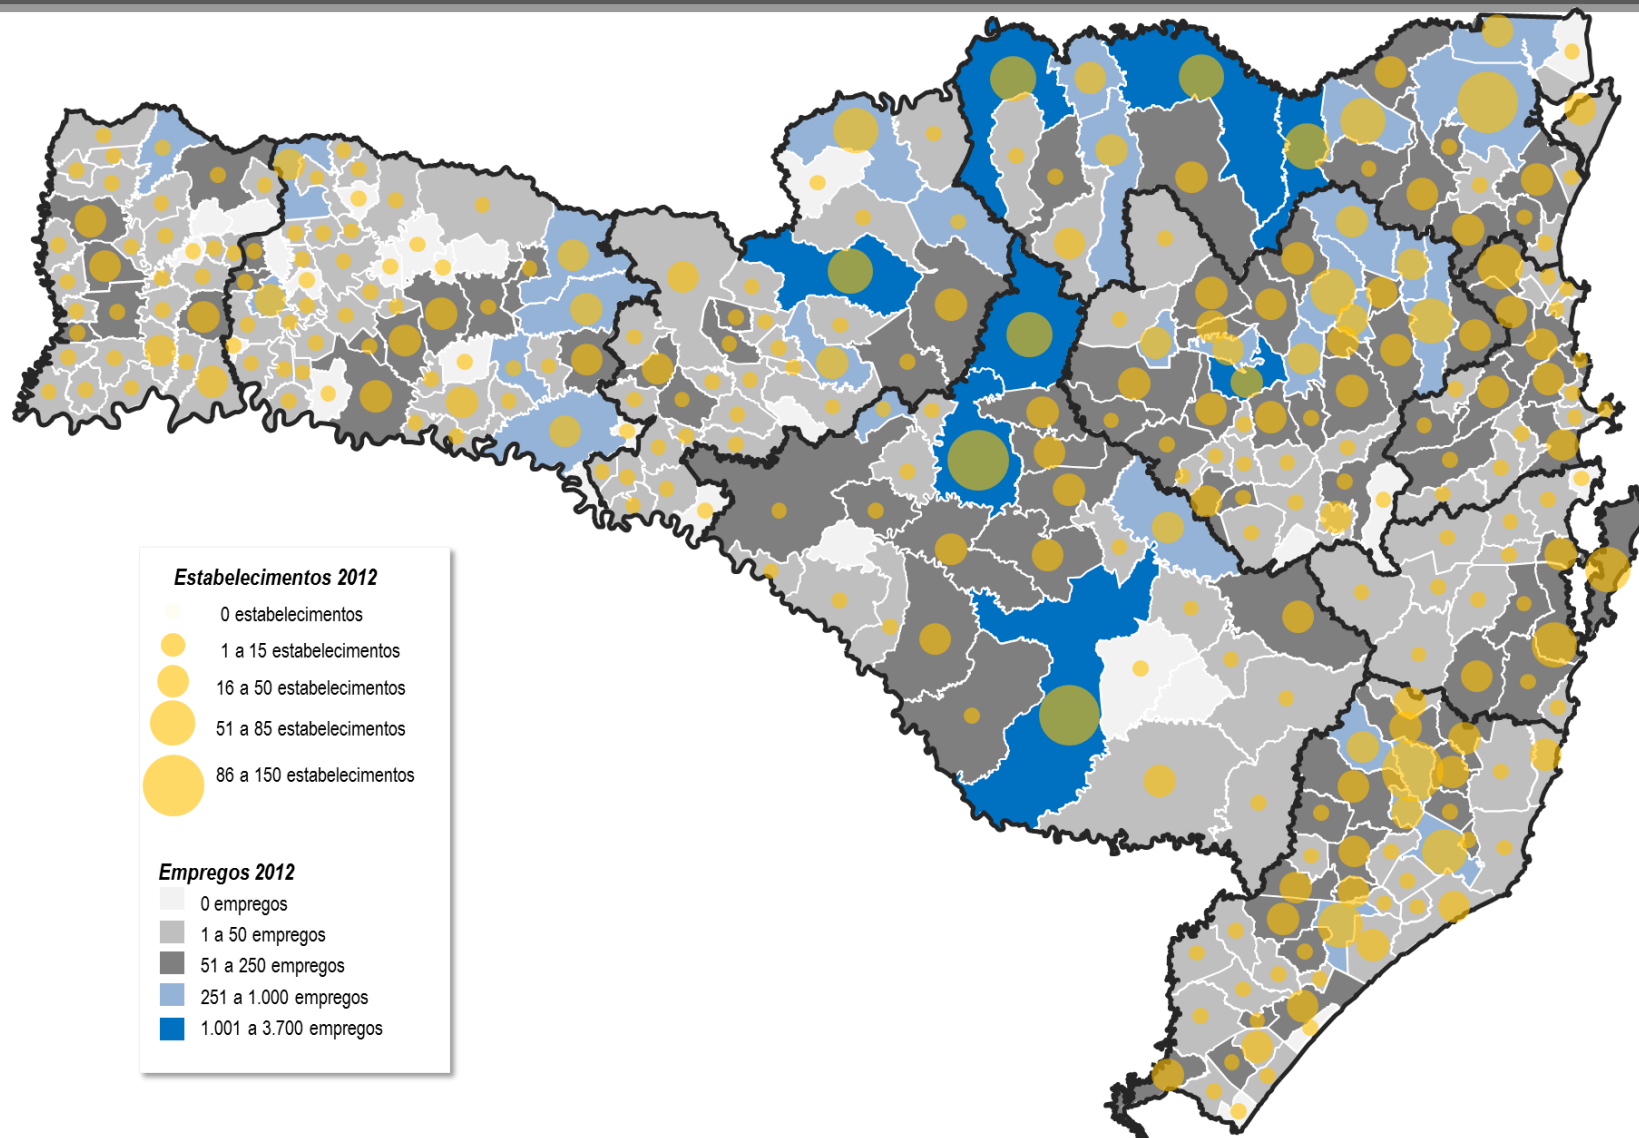 Estabelecimentos 2012
0 estabelecimentos
1 a 15 estabelecimentos
16 a 50 estabelecimentos
51 a 85 estabelecimentos
86 a 150 estabelecimentos
Empregos 2012
0 empregos
1 a 50 empregos
51 a 250 empregos
251 a 1.000 empregos
1.001 a 3.700 empregos